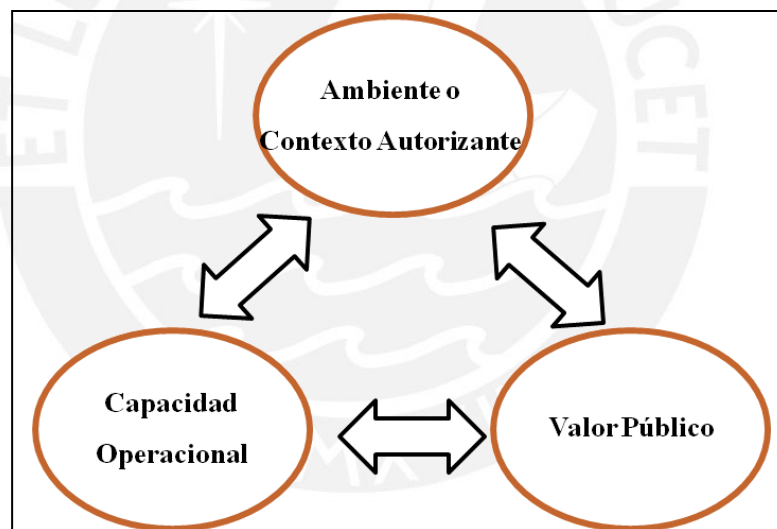 Ambiente o
Contexto Autorizante
Capacidad
Operacional
Valor Público